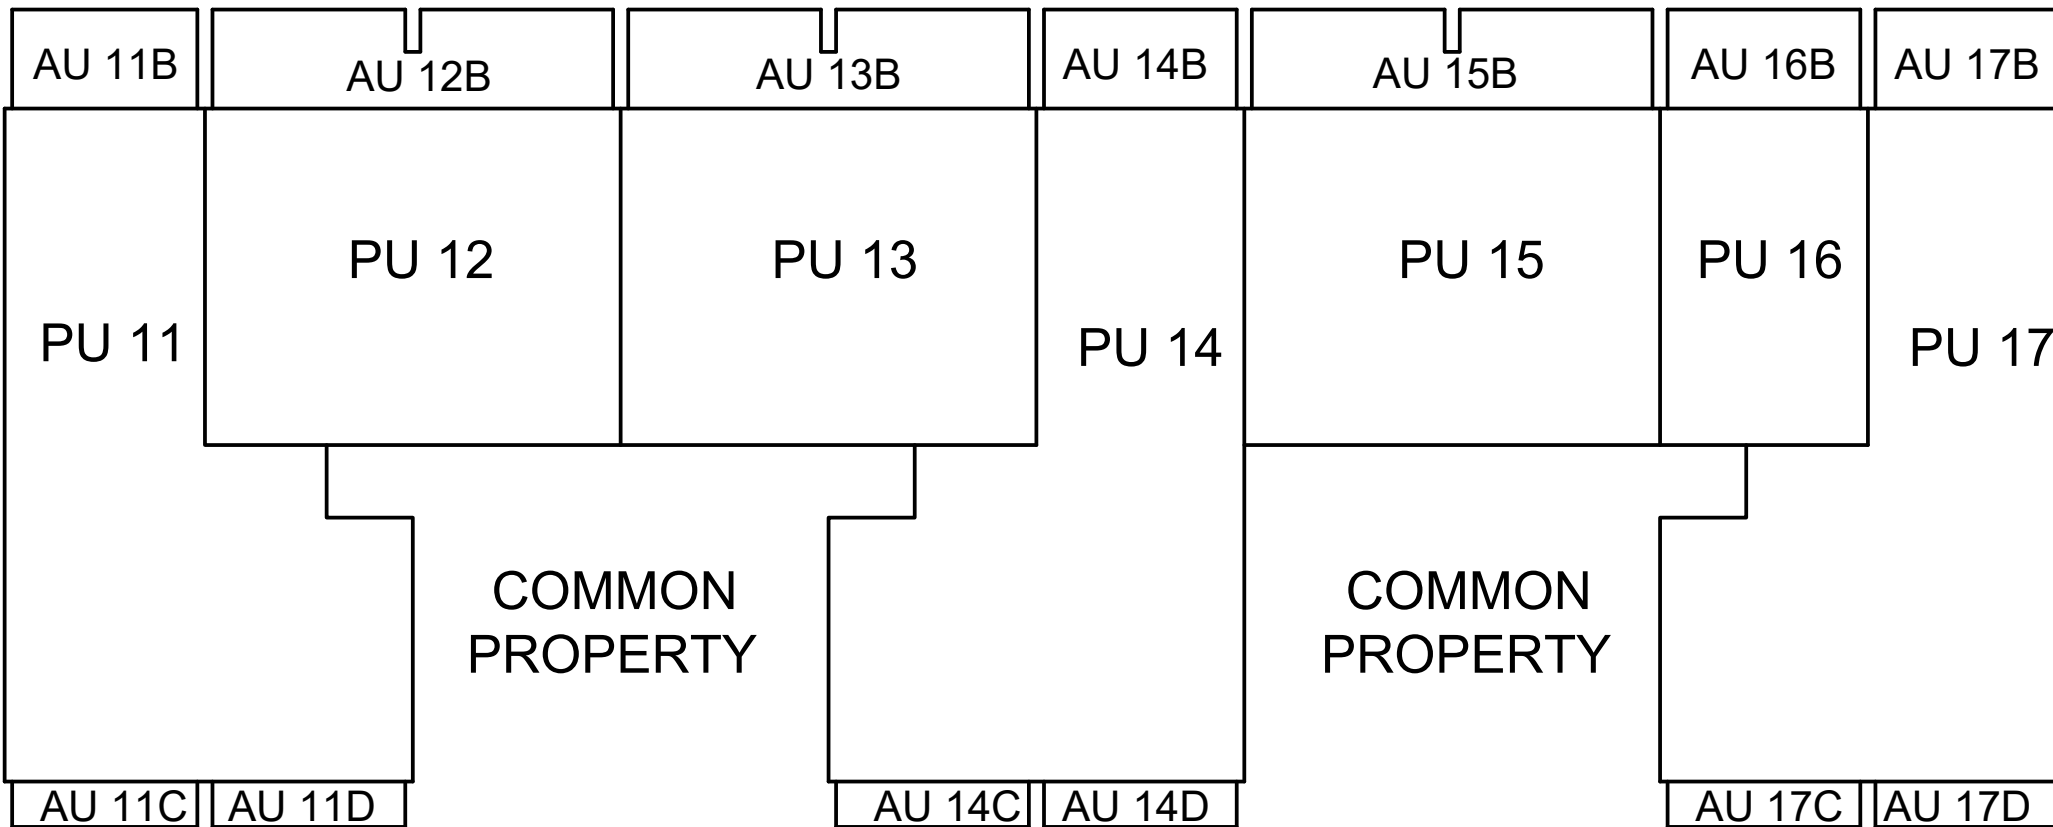 AU 11B
AU 12B
AU 13B
AU 14B
AU 15B
AU 16B
AU 17B
PU 12
PU 13
PU 15
PU 16
PU 11
PU 14
PU 17
COMMON
PROPERTY
COMMON
PROPERTY
AU 11C
AU 11D
AU 14C
AU 14D
AU 17C
AU 17D